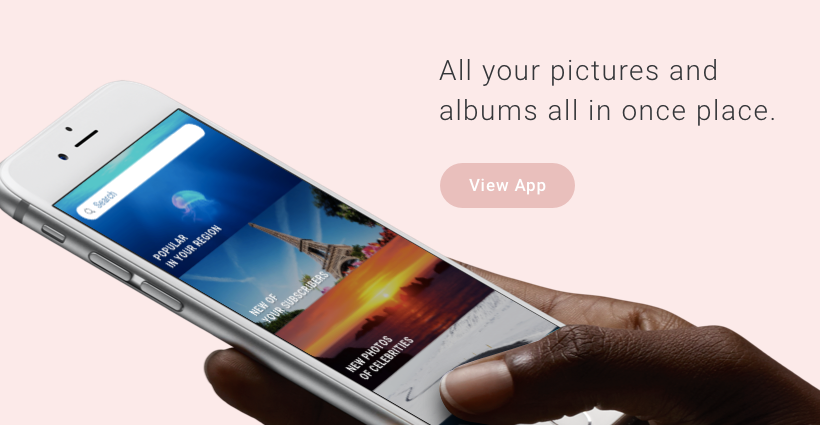 All your pictures and
albums all in once place.
View App
Search
POPULAR
IN YOUR REGION
NEW OF
YOUR SUBSCRIBERS
NEW PHOTOS
OF CELEBRITIES